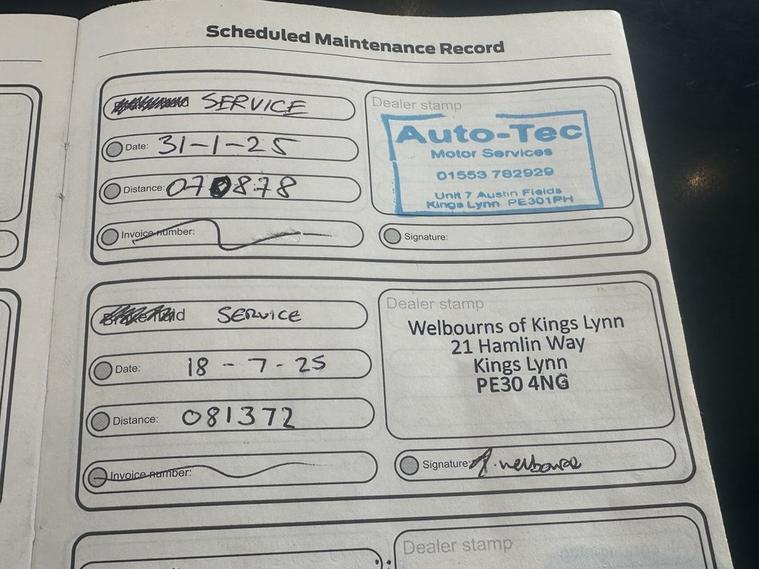 Scheduled Maintenance Record
SERVICE
Date: 31-1-25
Distance: 070878
Invoice number:
Dealer stamp
Auto-Tec
Motor Services
01553 782929
Unit 7 Austin Fields
Kings Lynn PE301PH
Signature:
SERVICE
Date: 18-7-25
Distance: 081372
Invoice number:
Dealer stamp
Welbourns of Kings Lynn
21 Hamlin Way
Kings Lynn
PE30 4NG
Signature:
Dealer stamp